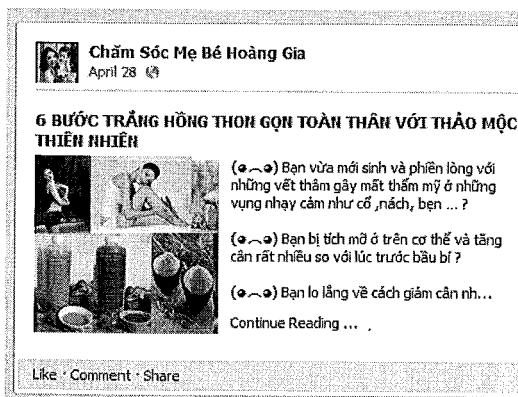 Chăm Sóc Mẹ Bé Hoàng Gia
April 28
6 BƯỚC TRẮNG HỒNG THON GỌN TOÀN THÂN VỚI THẢO MỘC
THIÊN NHIÊN
(◕︵◕) Bạn vừa mới sinh và phiền lòng với
những vết thâm gây mất thẩm mỹ ở những
vụng nhạy cảm như cổ ,nách, bẹn ... ?
(◕︵◕) Bạn bị tích mỡ ở trên cơ thể và tăng
cân rất nhiều so với lúc trước bầu bí ?
(◕︵◕) Bạn lo lắng về cách giảm cân nh...
Continue Reading ...
Like · Comment · Share